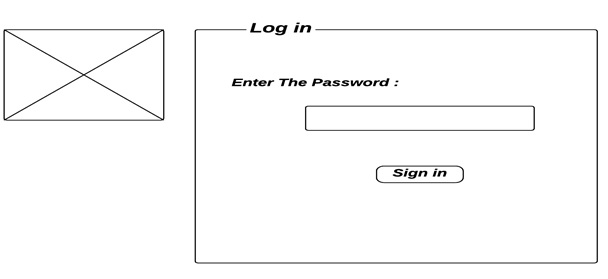 Log in
Enter The Password :
Sign in